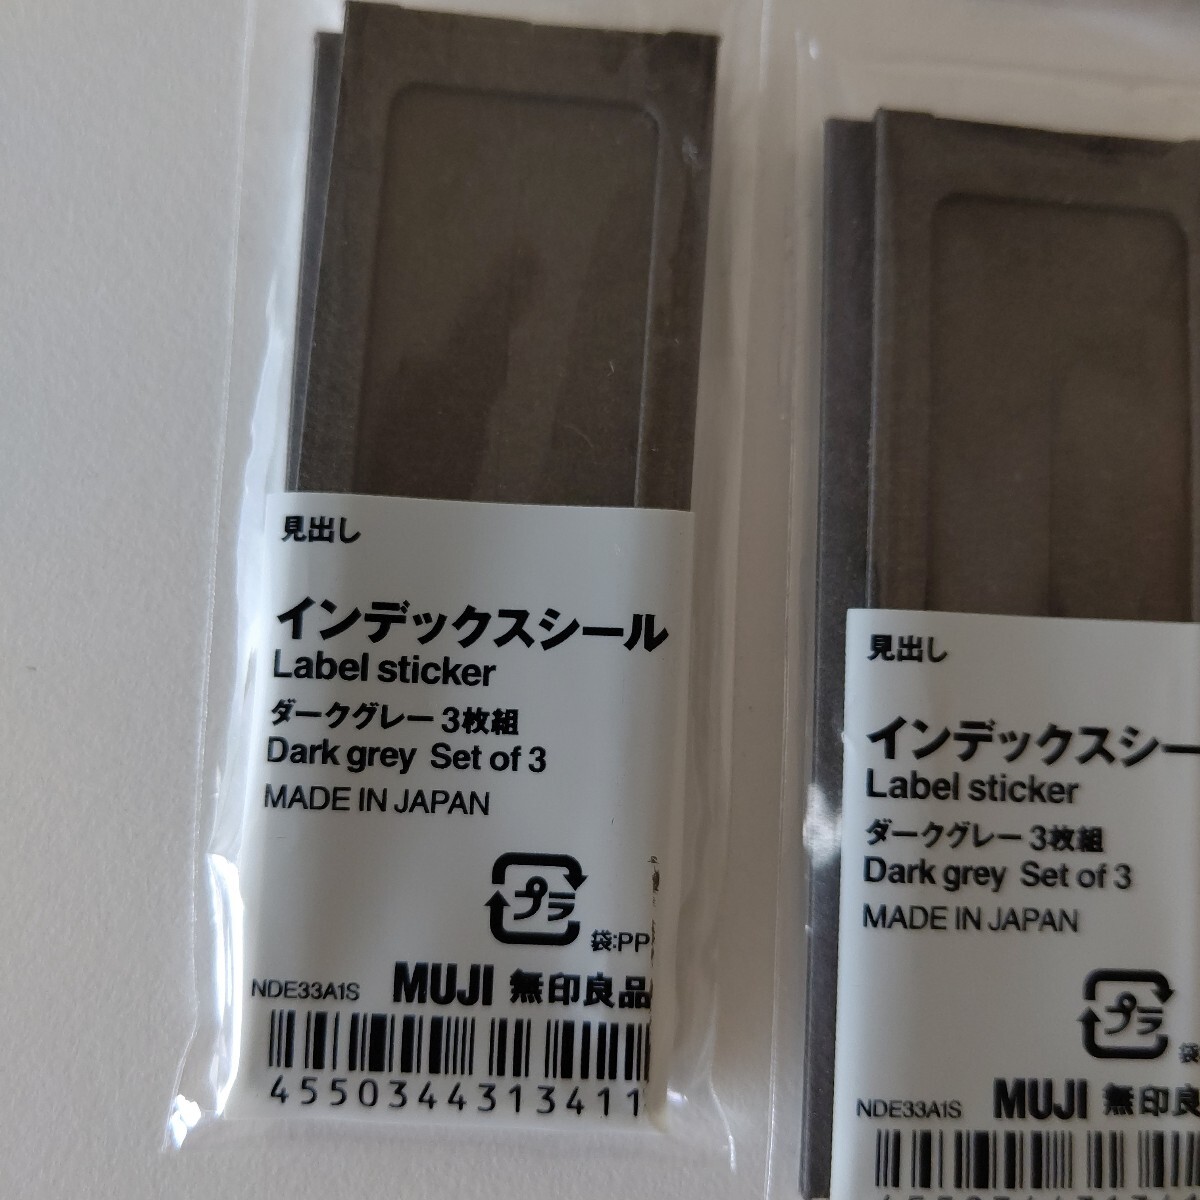 見出し
インデックスシール
Label sticker
ダークグレー 3枚組
Dark grey Set of 3
MADE IN JAPAN
プラ
袋:PP
NDE33A1S MUJI 無印良品
4550344313411
見出し
インデックスシー
Label sticker
ダークグレー 3枚組
Dark grey Set of 3
MADE IN JAPAN
プラ
袋
NDE33A1S MUJI 無印良